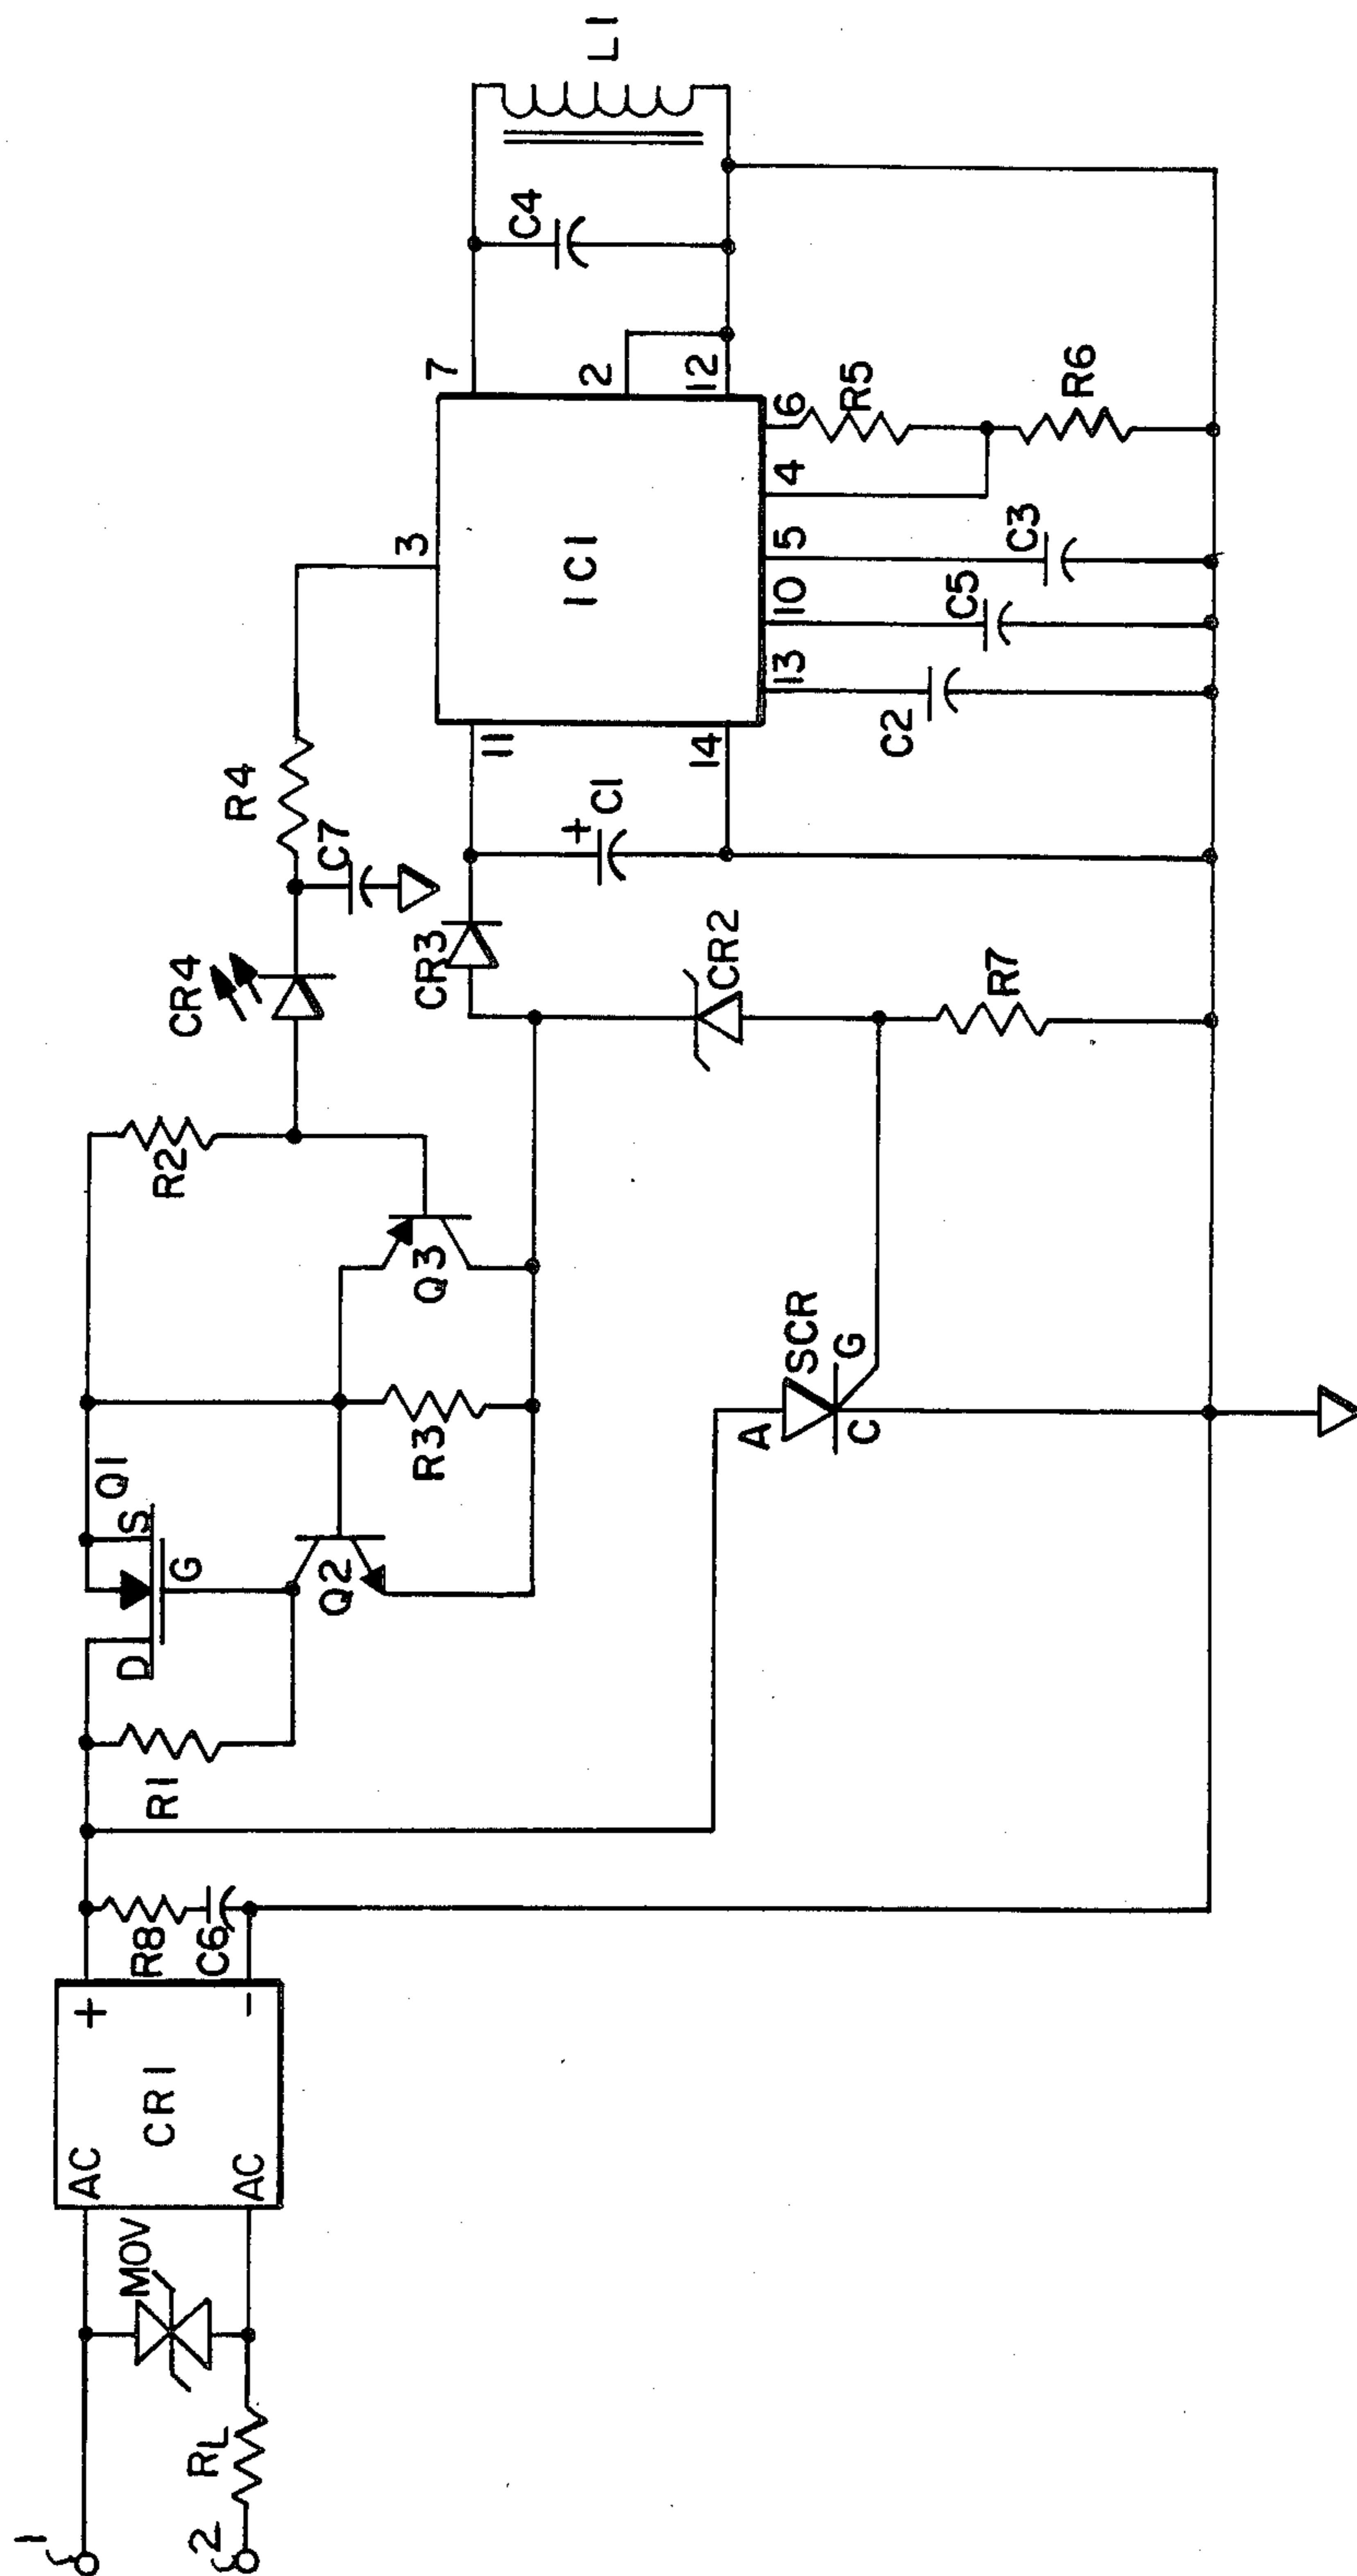 1
2
RL
MOV
AC
AC
CR1
+
-
R8
C6
R1
D
G
S
Q1
Q2
R3
Q3
R2
CR4
C7
R4
A
SCR
G
C
CR3
CR2
R7
+
C1
11
14
3
IC1
7
2
12
13
10
5
4
6
C2
C5
C3
R5
R6
C4
L1